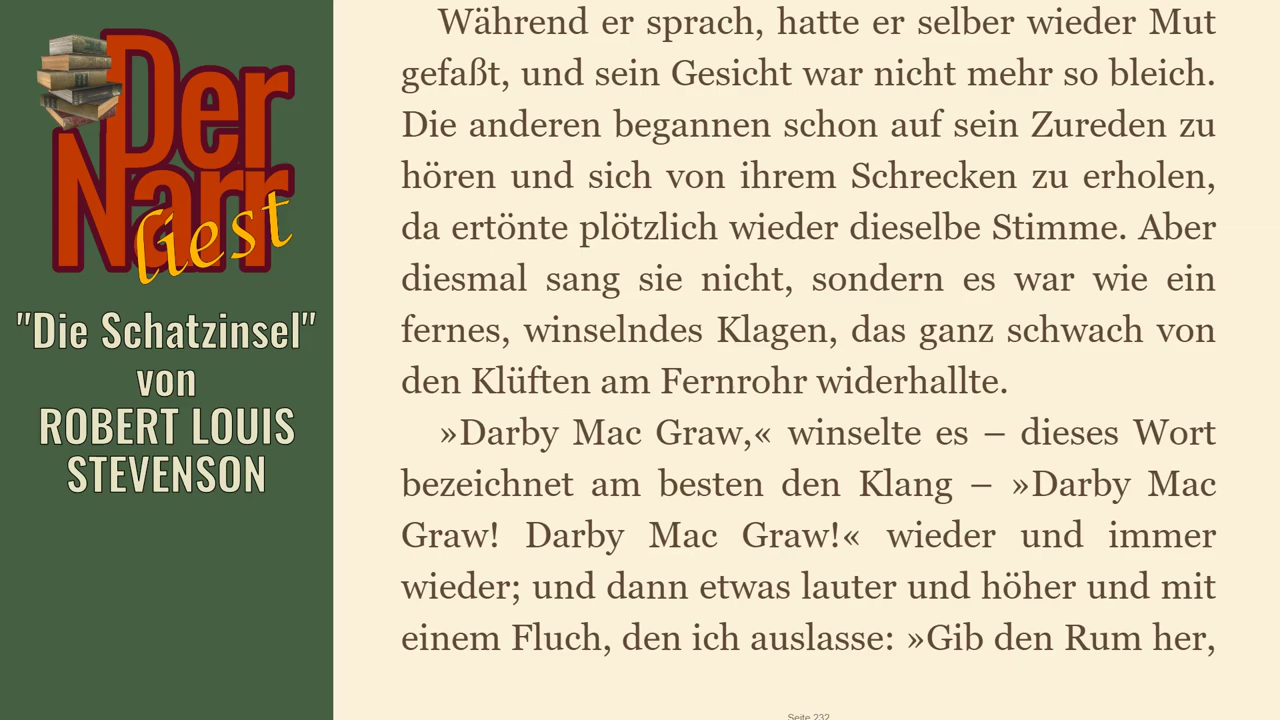 Der
Narr
liest
"Die Schatzinsel"
von
ROBERT LOUIS
STEVENSON
Während er sprach, hatte er selber wieder Mut
gefaßt, und sein Gesicht war nicht mehr so bleich.
Die anderen begannen schon auf sein Zureden zu
hören und sich von ihrem Schrecken zu erholen,
da ertönte plötzlich wieder dieselbe Stimme. Aber
diesmal sang sie nicht, sondern es war wie ein
fernes, winselndes Klagen, das ganz schwach von
den Klüften am Fernrohr widerhallte.
»Darby Mac Graw,« winselte es – dieses Wort
bezeichnet am besten den Klang – »Darby Mac
Graw! Darby Mac Graw!« wieder und immer
wieder; und dann etwas lauter und höher und mit
einem Fluch, den ich auslasse: »Gib den Rum her,
Seite 232